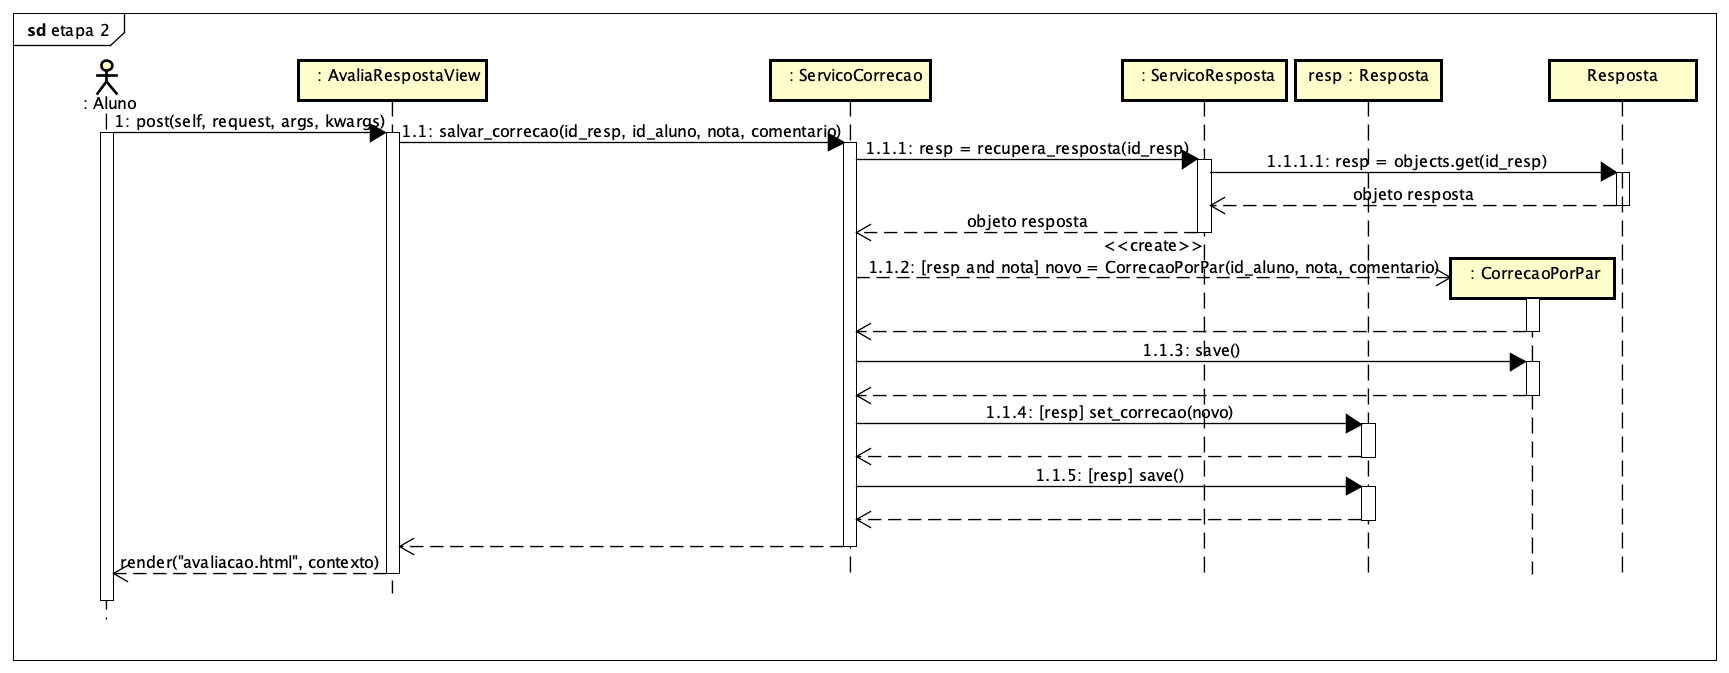 sd etapa 2
: Aluno
: AvaliaRespostaView
: ServicoCorrecao
: ServicoResposta
resp : Resposta
Resposta
1: post(self, request, args, kwargs)
1.1: salvar_correcao(id_resp, id_aluno, nota, comentario)
1.1.1: resp = recupera_resposta(id_resp)
1.1.1.1: resp = objects.get(id_resp)
objeto resposta
objeto resposta
<<create>>
1.1.2: [resp and nota] novo = CorrecaoPorPar(id_aluno, nota, comentario)
: CorrecaoPorPar
1.1.3: save()
1.1.4: [resp] set_correcao(novo)
1.1.5: [resp] save()
render("avaliacao.html", contexto)